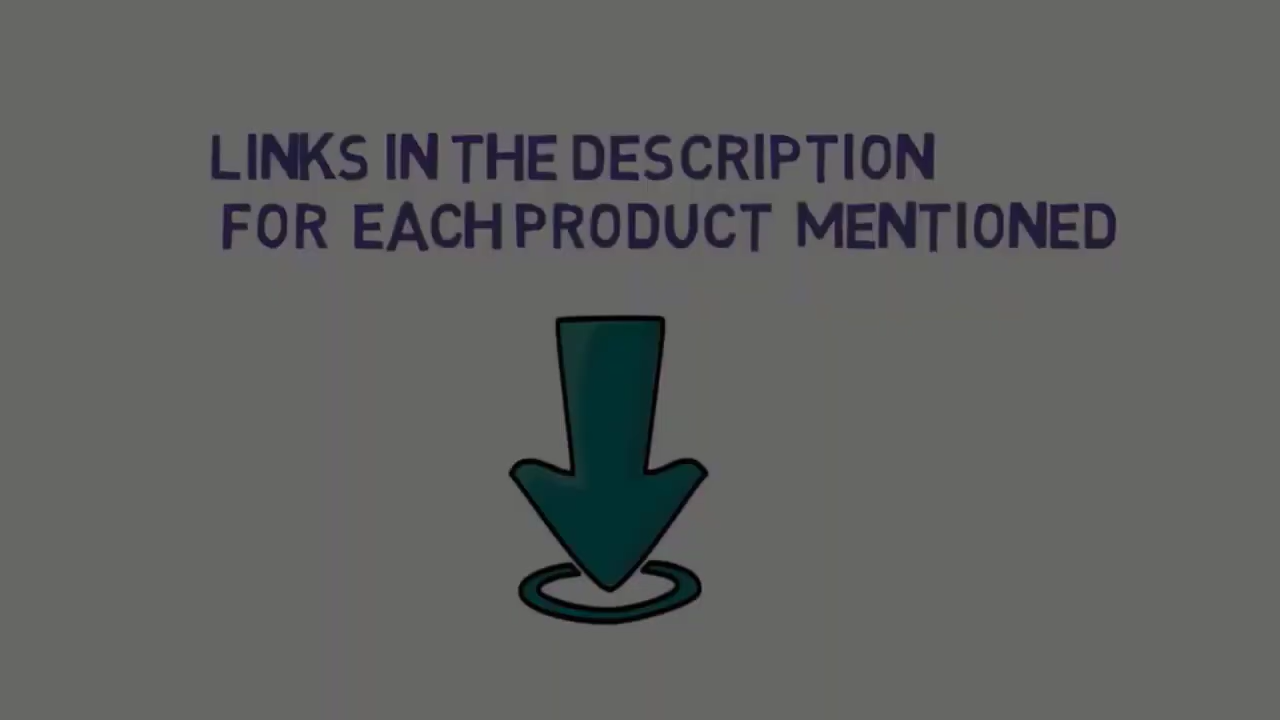 LINKS IN THE DESCRIPTION
FOR EACH PRODUCT MENTIONED